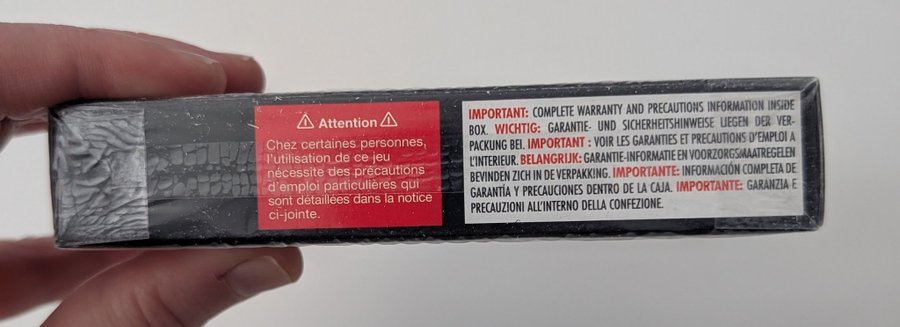 ⚠ Attention ⚠
Chez certaines personnes,
l'utilisation de ce jeu
nécessite des précautions
d'emploi particulières qui
sont détaillées dans la notice
ci-jointe.
IMPORTANT: COMPLETE WARRANTY AND PRECAUTIONS INFORMATION INSIDE
BOX. WICHTIG: GARANTIE- UND SICHERHEITSHINWEISE LIEGEN DER VER-
PACKUNG BEI. IMPORTANT : VOIR LES GARANTIES ET PRECAUTIONS D'EMPLOI A
L'INTERIEUR. BELANGRIJK: GARANTIE-INFORMATIE EN VOORZORGSMAATREGELEN
BEVINDEN ZICH IN DE VERPAKKING. IMPORTANTE: INFORMACIÓN COMPLETA DE
GARANTÍA Y PRECAUCIONES DENTRO DE LA CAJA. IMPORTANTE: GARANZIA E
PRECAUZIONI ALL'INTERNO DELLA CONFEZIONE.